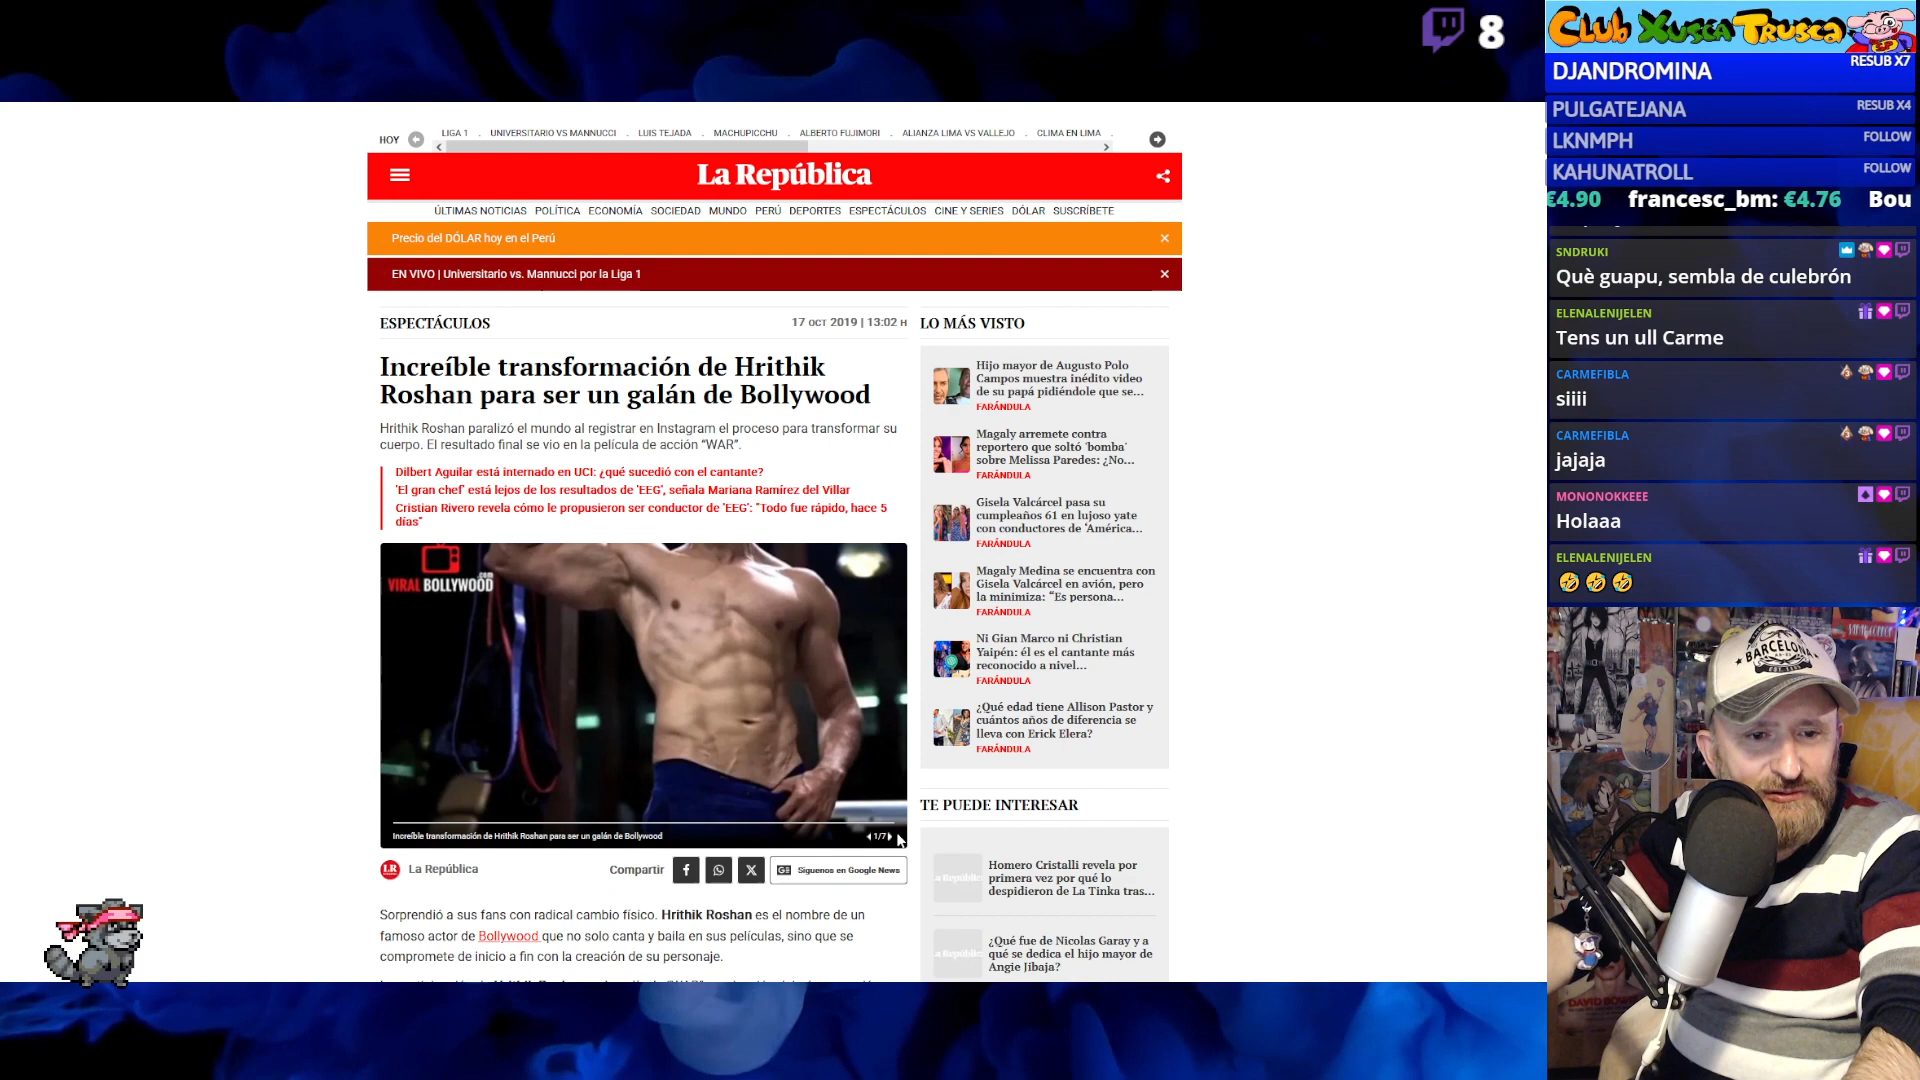 8
Club Xusca Trusca
DJANDROMINA RESUB X7
PULGATEJANA RESUB X4
LKNMPH FOLLOW
KAHUNATROLL FOLLOW
€4.90 francesc_bm: €4.76 Bou
SNDRUKI
Què guapu, sembla de culebrón
ELENALENIJELEN
Tens un ull Carme
CARMEFIBLA
siiii
CARMEFIBLA
jajaja
MONONOKKEEE
Holaaa
ELENALENIJELEN
🤣 🤣 🤣
BARCELONA
HOY
LIGA 1 . UNIVERSITARIO VS MANNUCCI . LUIS TEJADA . MACHUPICCHU . ALBERTO FUJIMORI . ALIANZA LIMA VS VALLEJO . CLIMA EN LIMA .
La República
ÚLTIMAS NOTICIAS POLÍTICA ECONOMÍA SOCIEDAD MUNDO PERÚ DEPORTES ESPECTÁCULOS CINE Y SERIES DÓLAR SUSCRÍBETE
Precio del DÓLAR hoy en el Perú ×
EN VIVO | Universitario vs. Mannucci por la Liga 1 ×
ESPECTÁCULOS 17 OCT 2019 | 13:02 H
Increíble transformación de Hrithik
Roshan para ser un galán de Bollywood
Hrithik Roshan paralizó el mundo al registrar en Instagram el proceso para transformar su
cuerpo. El resultado final se vio en la película de acción “WAR”.
Dilbert Aguilar está internado en UCI: ¿qué sucedió con el cantante?
'El gran chef' está lejos de los resultados de 'EEG', señala Mariana Ramírez del Villar
Cristian Rivero revela cómo le propusieron ser conductor de 'EEG': "Todo fue rápido, hace 5
días"
VIRAL BOLLYWOOD.com
Increíble transformación de Hrithik Roshan para ser un galán de Bollywood
1/7
LR La República
Compartir
Síguenos en Google News
Sorprendió a sus fans con radical cambio físico. Hrithik Roshan es el nombre de un
famoso actor de Bollywood que no solo canta y baila en sus películas, sino que se
compromete de inicio a fin con la creación de su personaje.
LO MÁS VISTO
Hijo mayor de Augusto Polo
Campos muestra inédito video
de su papá pidiéndole que se...
FARÁNDULA
Magaly arremete contra
reportero que soltó 'bomba'
sobre Melissa Paredes: ¿No...
FARÁNDULA
Gisela Valcárcel pasa su
cumpleaños 61 en lujoso yate
con conductores de 'América...
FARÁNDULA
Magaly Medina se encuentra con
Gisela Valcárcel en avión, pero
la minimiza: “Es persona...
FARÁNDULA
Ni Gian Marco ni Christian
Yaipén: él es el cantante más
reconocido a nivel...
FARÁNDULA
¿Qué edad tiene Allison Pastor y
cuántos años de diferencia se
lleva con Erick Elera?
FARÁNDULA
TE PUEDE INTERESAR
Homero Cristalli revela por
primera vez por qué lo
despidieron de La Tinka tras...
¿Qué fue de Nicolas Garay y a
qué se dedica el hijo mayor de
Angie Jibaja?